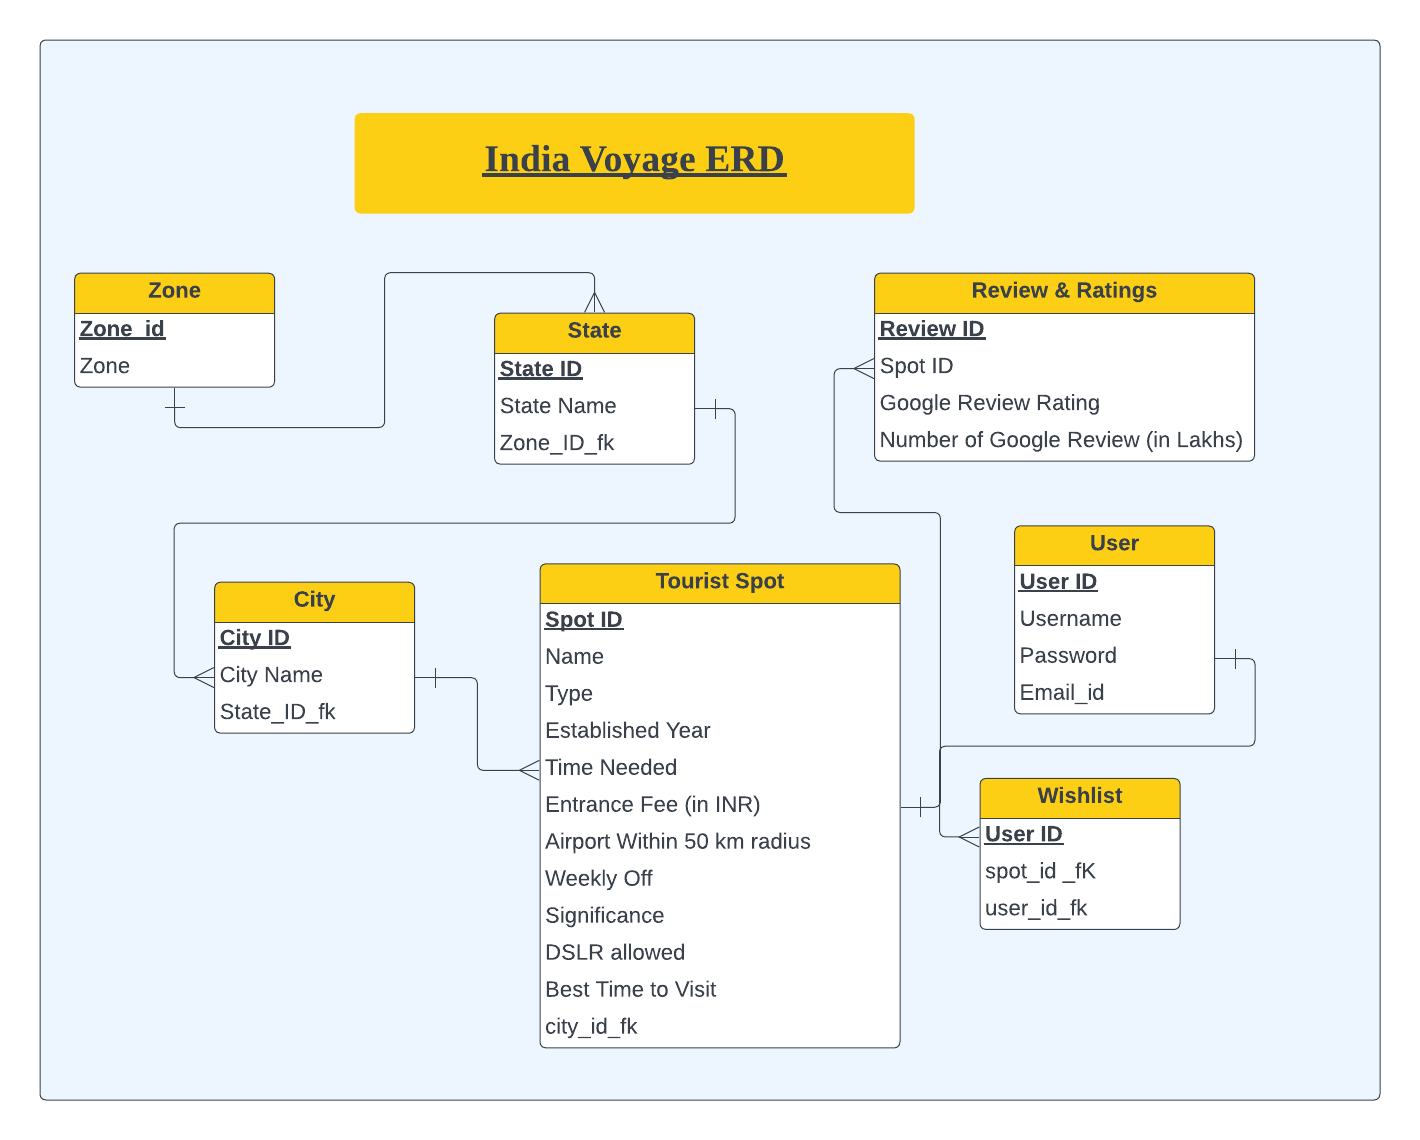 India Voyage ERD
Zone
Zone_id
Zone
State
State ID
State Name
Zone_ID_fk
Review & Ratings
Review ID
Spot ID
Google Review Rating
Number of Google Review (in Lakhs)
City
City ID
City Name
State_ID_fk
Tourist Spot
Spot ID
Name
Type
Established Year
Time Needed
Entrance Fee (in INR)
Airport Within 50 km radius
Weekly Off
Significance
DSLR allowed
Best Time to Visit
city_id_fk
User
User ID
Username
Password
Email_id
Wishlist
User ID
spot_id _fK
user_id_fk